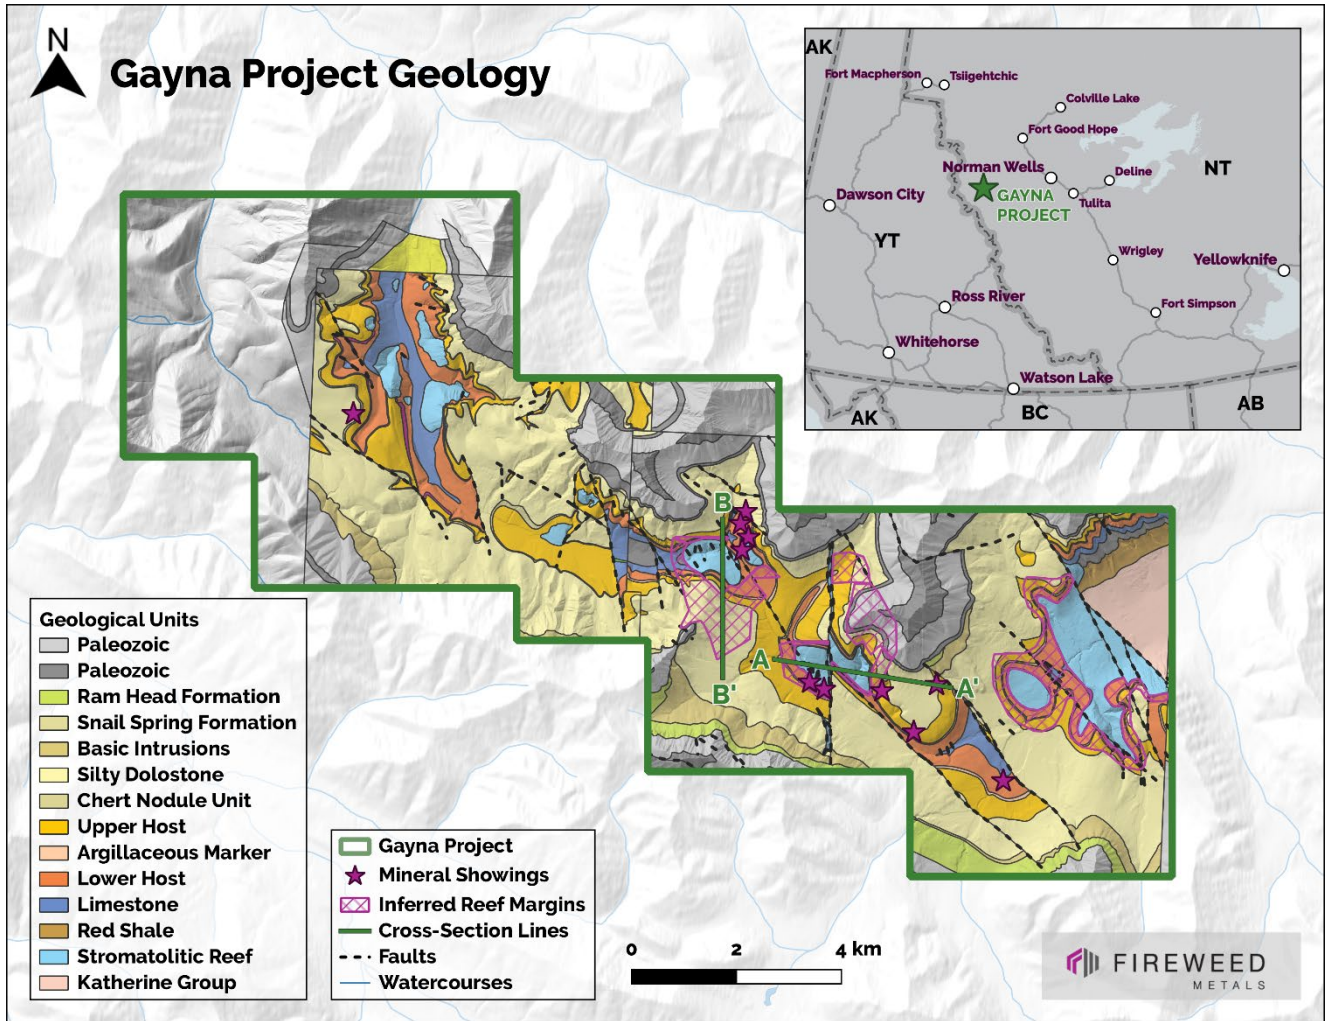 N
Gayna Project Geology
AK
Fort Macpherson
Tsiigehtchic
Colville Lake
Fort Good Hope
Norman Wells
Deline
NT
Dawson City
GAYNA
PROJECT
Tulita
YT
Wrigley
Yellowknife
Ross River
Fort Simpson
Whitehorse
Watson Lake
AK
BC
AB
B
A
A'
B'
Geological Units
Paleozoic
Paleozoic
Ram Head Formation
Snail Spring Formation
Basic Intrusions
Silty Dolostone
Chert Nodule Unit
Upper Host
Argillaceous Marker
Lower Host
Limestone
Red Shale
Stromatolitic Reef
Katherine Group
Gayna Project
Mineral Showings
Inferred Reef Margins
Cross-Section Lines
Faults
Watercourses
0 2 4 km
FIREWEED
METALS